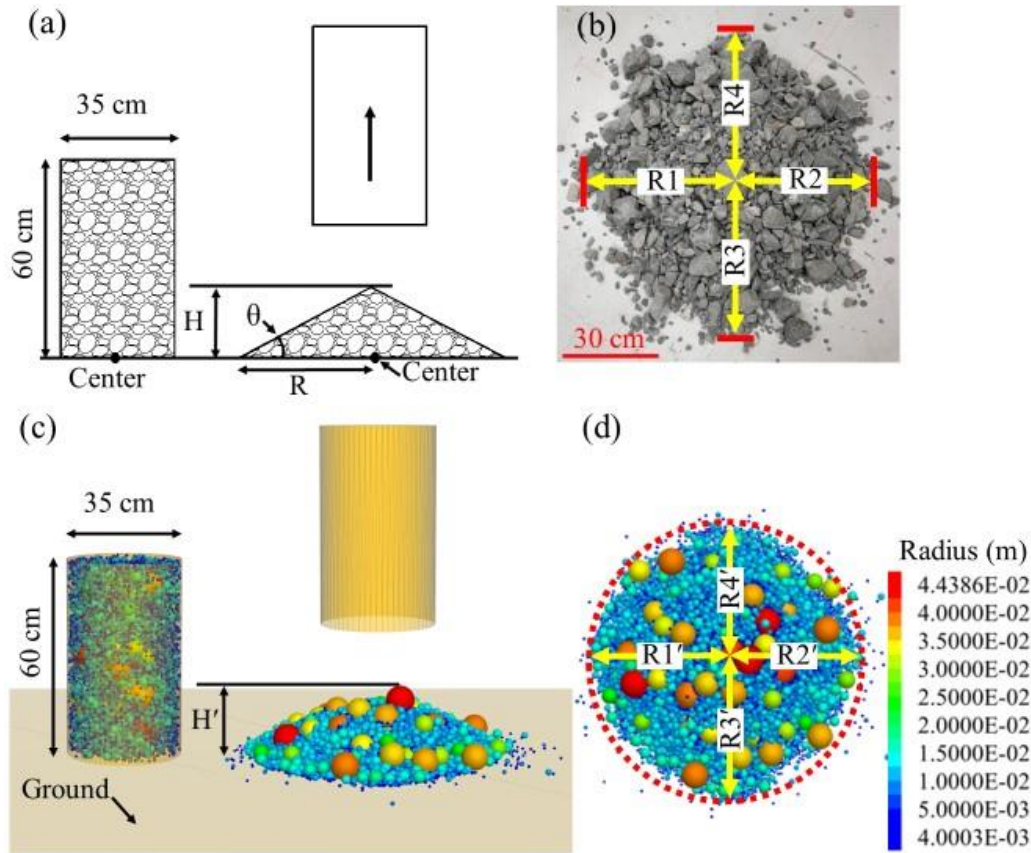 (a)
35 cm
60 cm
H
θ
R
Center
Center
(b)
R4
R1
R2
R3
30 cm
(c)
35 cm
60 cm
H′
Ground
(d)
R4′
R1′
R2′
R3′
Radius (m)
4.4386E-02
4.0000E-02
3.5000E-02
3.0000E-02
2.5000E-02
2.0000E-02
1.5000E-02
1.0000E-02
5.0000E-03
4.0003E-03